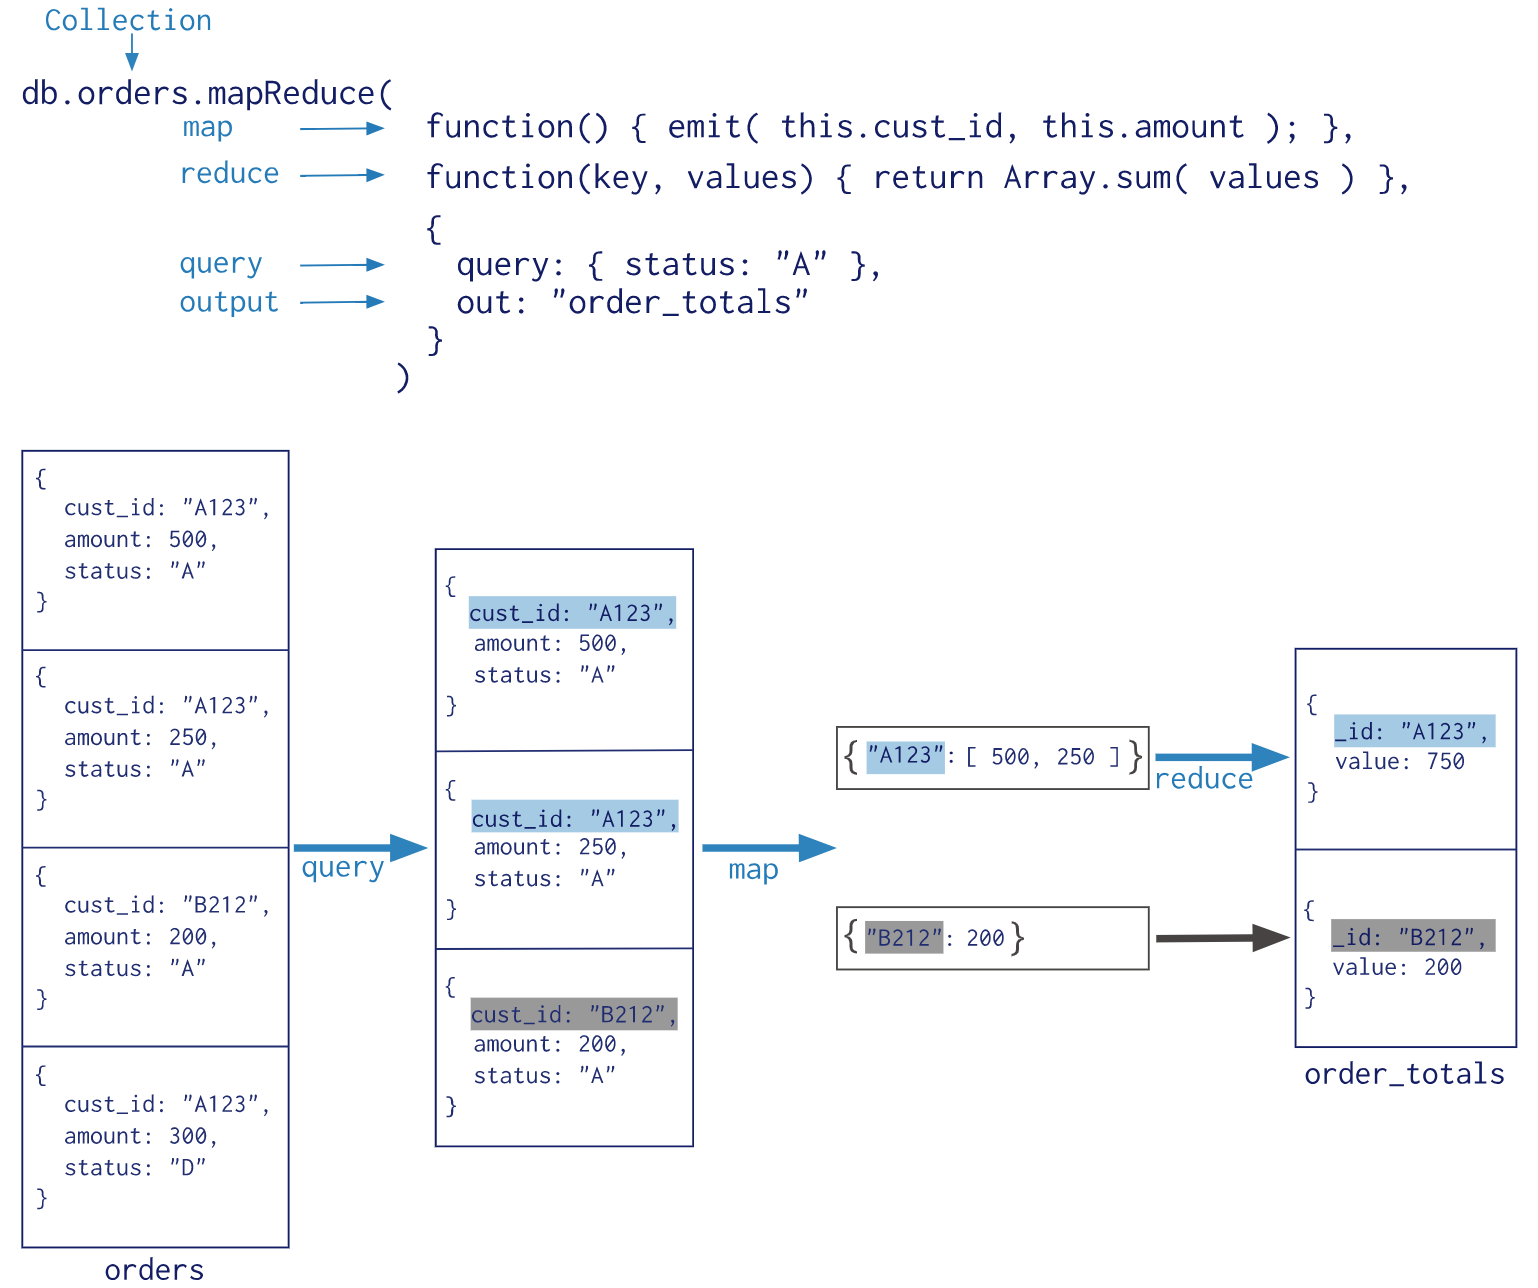 Collection
db.orders.mapReduce(
map function() { emit( this.cust_id, this.amount ); },
reduce function(key, values) { return Array.sum( values ) },
{
query query: { status: "A" },
output out: "order_totals"
}
)
{
cust_id: "A123",
amount: 500,
status: "A"
}
{
cust_id: "A123",
amount: 250,
status: "A"
}
{
cust_id: "B212",
amount: 200,
status: "A"
}
{
cust_id: "A123",
amount: 300,
status: "D"
}
orders
query
{
cust_id: "A123",
amount: 500,
status: "A"
}
{
cust_id: "A123",
amount: 250,
status: "A"
}
{
cust_id: "B212",
amount: 200,
status: "A"
}
map
{ "A123": [ 500, 250 ] }
{ "B212": 200 }
reduce
{
_id: "A123",
value: 750
}
{
_id: "B212",
value: 200
}
order_totals